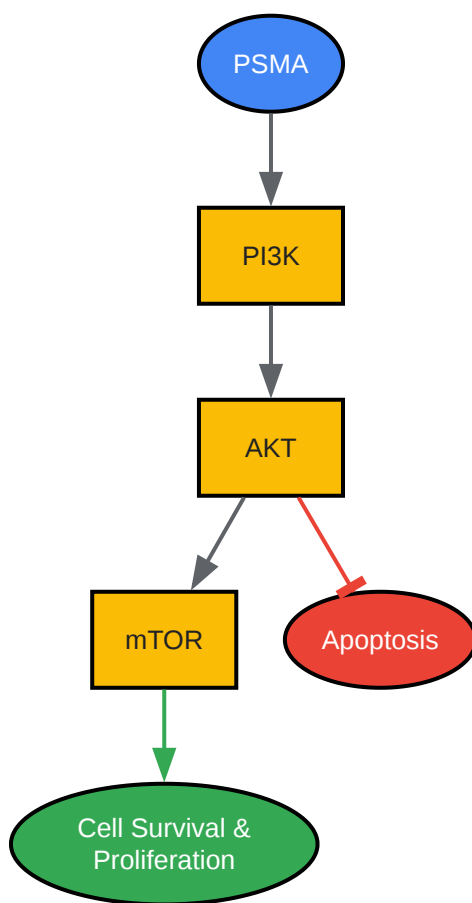 PSMA
PI3K
AKT
mTOR
Apoptosis
Cell Survival &
Proliferation